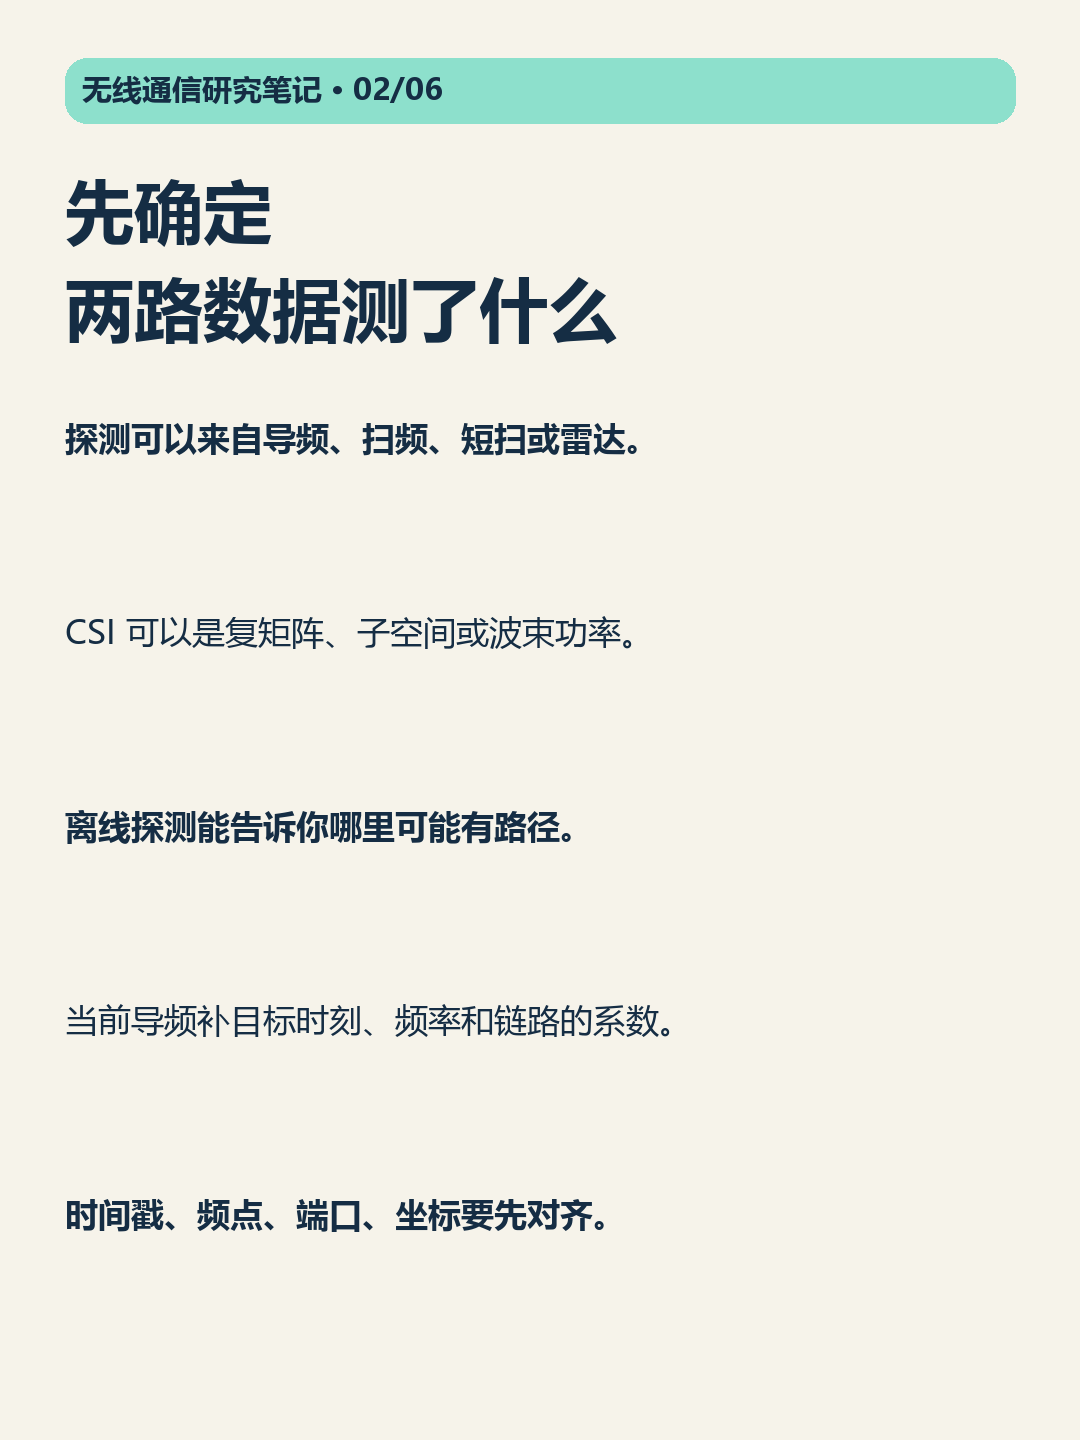 无线通信研究笔记 • 02/06
先确定
两路数据测了什么
探测可以来自导频、扫频、短扫或雷达。
CSI 可以是复矩阵、子空间或波束功率。
离线探测能告诉你哪里可能有路径。
当前导频补目标时刻、频率和链路的系数。
时间戳、频点、端口、坐标要先对齐。